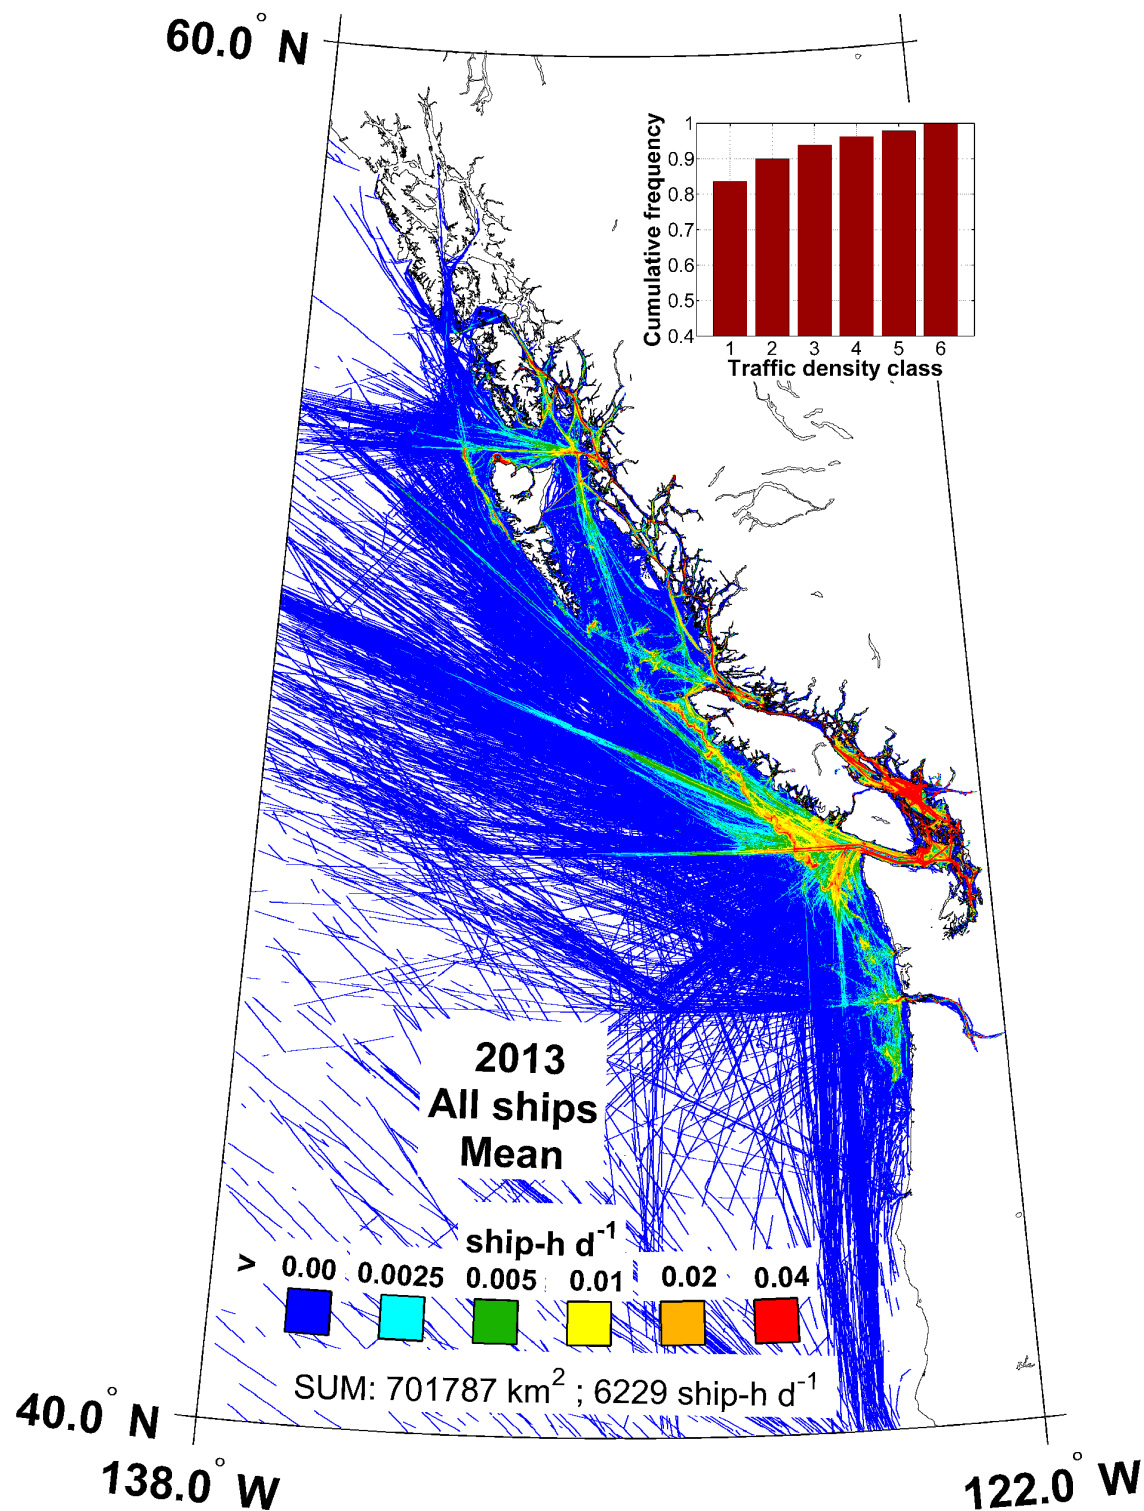 60.0° N
Cumulative frequency
1
0.9
0.8
0.7
0.6
0.5
0.4
1 2 3 4 5 6
Traffic density class
2013
All ships
Mean
ship-h d⁻¹
> 0.00 0.0025 0.005 0.01 0.02 0.04
SUM: 701787 km² ; 6229 ship-h d⁻¹
40.0° N
138.0° W
122.0° W